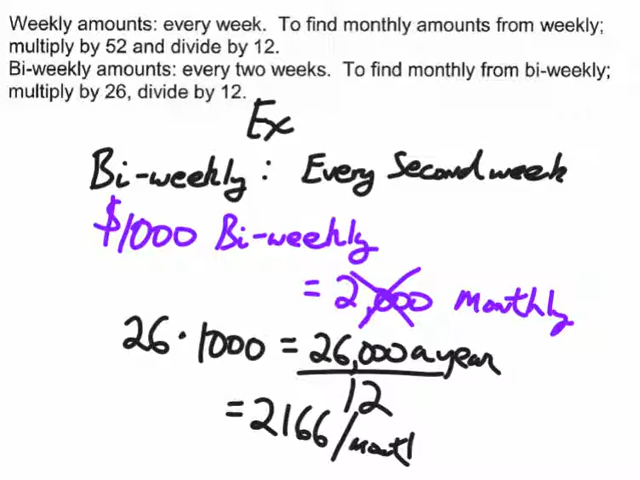 Weekly amounts: every week. To find monthly amounts from weekly;
multiply by 52 and divide by 12.
Bi-weekly amounts: every two weeks. To find monthly from bi-weekly;
multiply by 26, divide by 12.
Ex
Bi-weekly: Every Second week
$1000 Bi-weekly
= 2,000 monthly
26 · 1000 = 26,000 a year
12
= 2166/mont